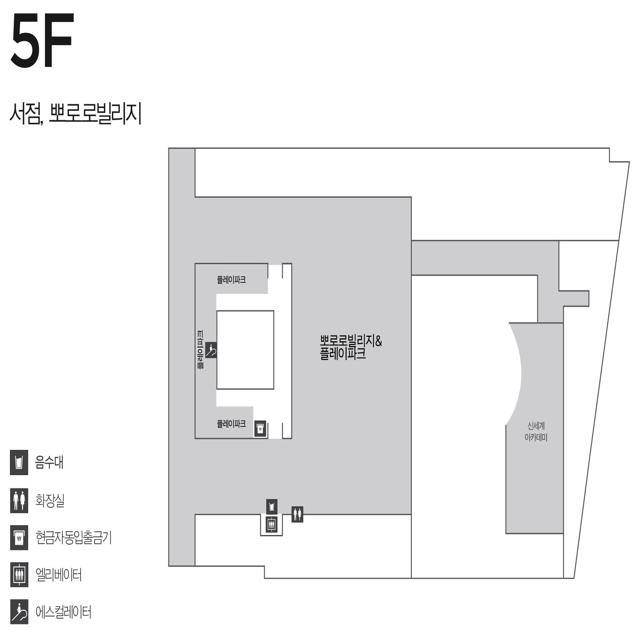 5F
서점, 뽀로로빌리지
플레이파크
플레이파크
뽀로로빌리지&
플레이파크
플레이파크
신세계
아카데미
음수대
화장실
현금자동입출금기
엘리베이터
에스컬레이터